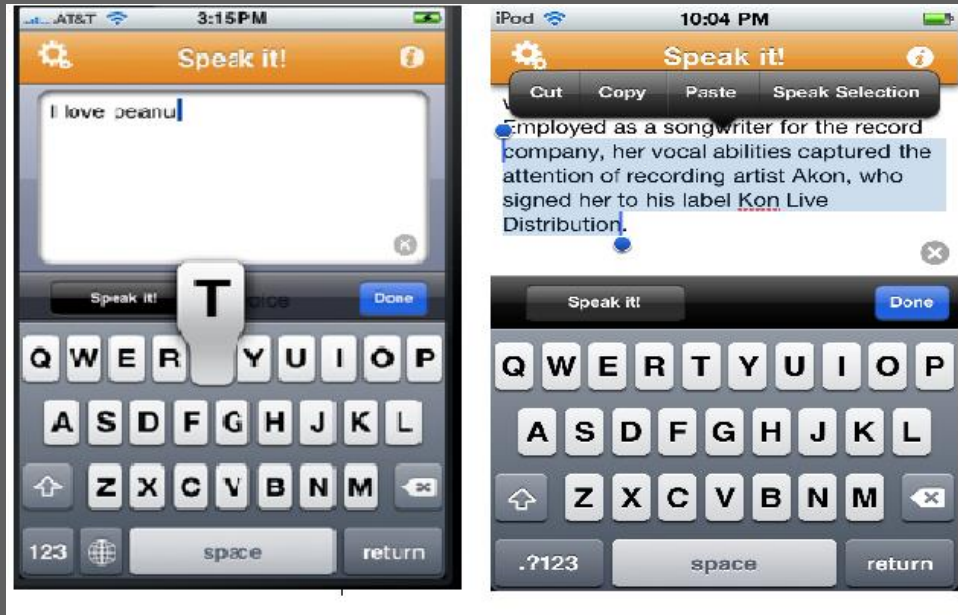 AT&T 3:15PM
Speak it!
I love peanu
Speak it! Done
T
Q W E R Y U I O P
A S D F G H J K L
Z X C V B N M
123 space return
iPod 10:04 PM
Speak it!
Cut Copy Paste Speak Selection
Employed as a songwriter for the record
company, her vocal abilities captured the
attention of recording artist Akon, who
signed her to his label Kon Live
Distribution.
Speak it! Done
Q W E R T Y U I O P
A S D F G H J K L
Z X C V B N M
.?123 space return